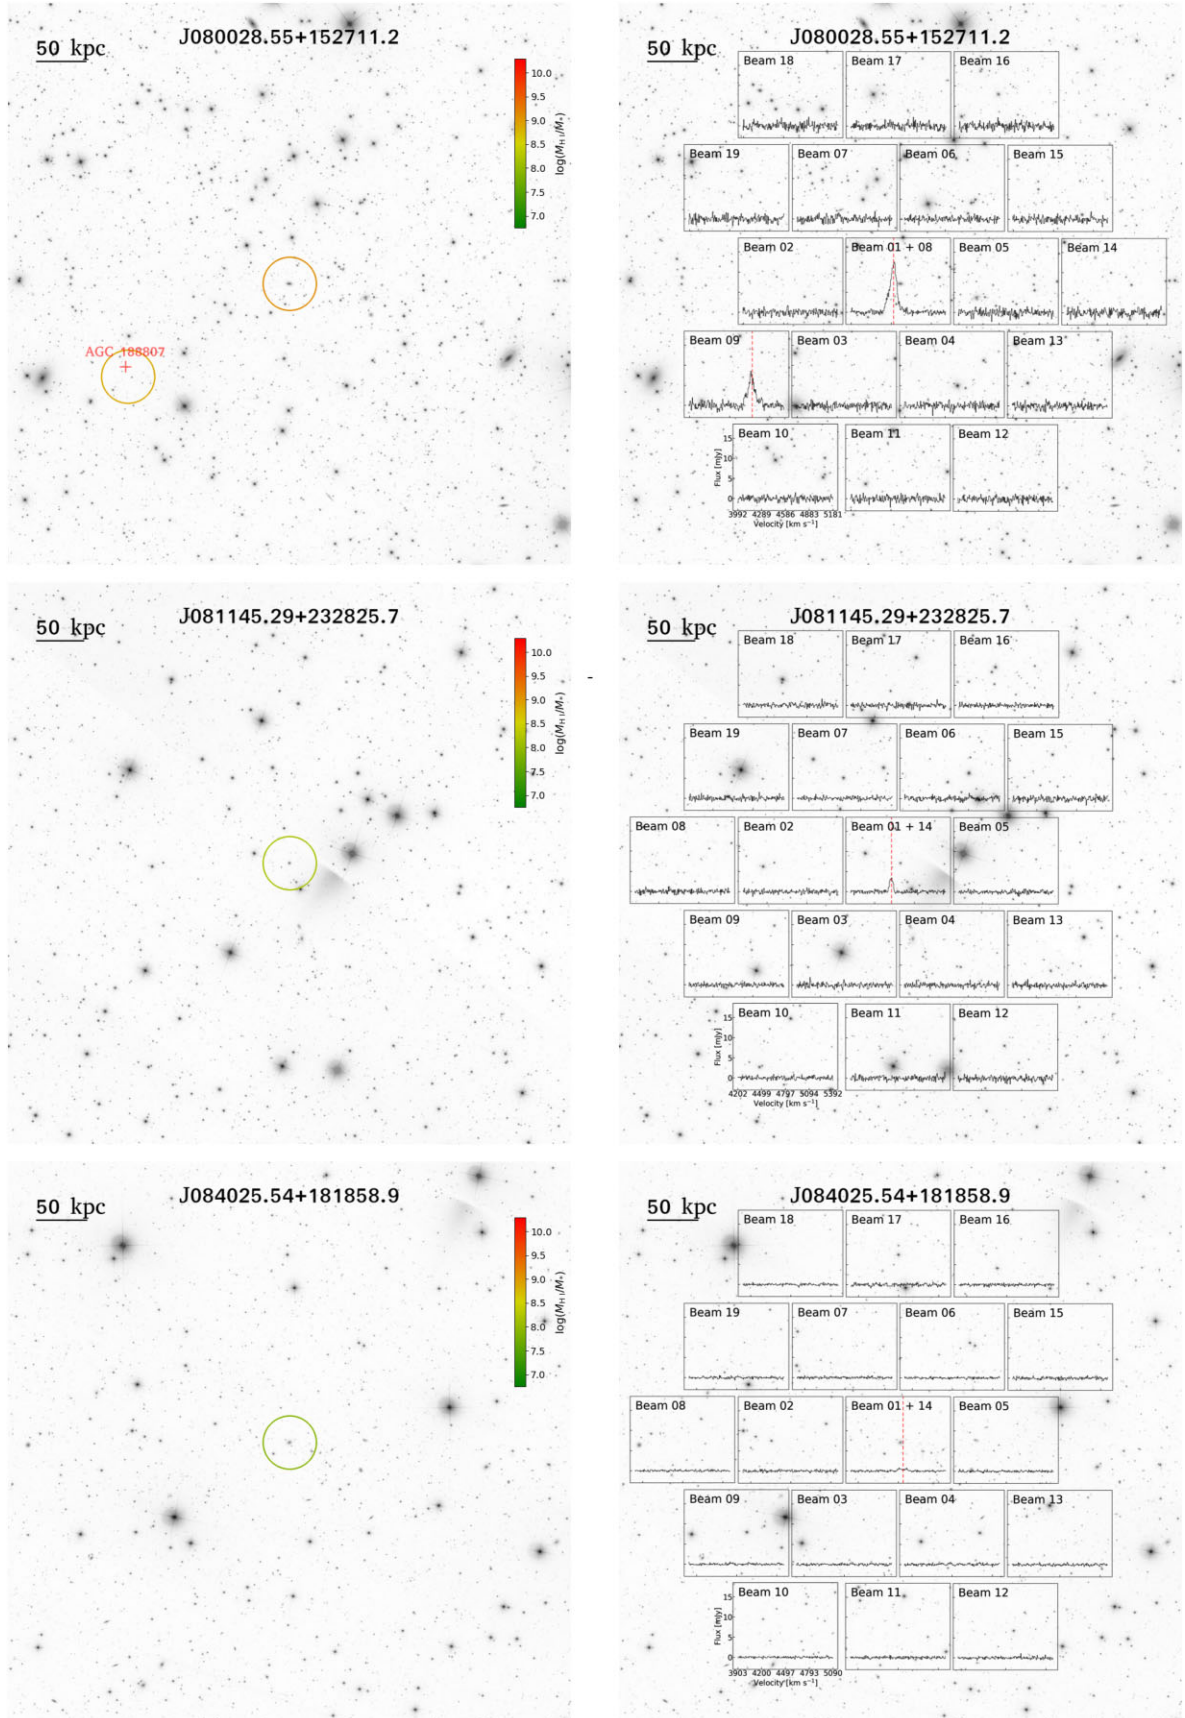 J080028.55+152711.2
50 kpc
10.0
9.5
9.0
8.5
8.0
7.5
7.0
log(M_H I/M_*)
AGC 188807
J080028.55+152711.2
50 kpc
Beam 18 Beam 17 Beam 16
Beam 19 Beam 07 Beam 06 Beam 15
Beam 02 Beam 01 + 08 Beam 05 Beam 14
Beam 09 Beam 03 Beam 04 Beam 13
Beam 10 Beam 11 Beam 12
15
10
5
0
Flux [mJy]
3992 4289 4586 4883 5181
Velocity [km s⁻¹]
J081145.29+232825.7
50 kpc
10.0
9.5
9.0
8.5
8.0
7.5
7.0
log(M_H I/M_*)
J081145.29+232825.7
50 kpc
Beam 18 Beam 17 Beam 16
Beam 19 Beam 07 Beam 06 Beam 15
Beam 08 Beam 02 Beam 01 + 14 Beam 05
Beam 09 Beam 03 Beam 04 Beam 13
Beam 10 Beam 11 Beam 12
15
10
5
0
Flux [mJy]
4202 4499 4797 5094 5392
Velocity [km s⁻¹]
J084025.54+181858.9
50 kpc
10.0
9.5
9.0
8.5
8.0
7.5
7.0
log(M_H I/M_*)
J084025.54+181858.9
50 kpc
Beam 18 Beam 17 Beam 16
Beam 19 Beam 07 Beam 06 Beam 15
Beam 08 Beam 02 Beam 01 + 14 Beam 05
Beam 09 Beam 03 Beam 04 Beam 13
Beam 10 Beam 11 Beam 12
15
10
5
0
Flux [mJy]
3903 4200 4497 4793 5090
Velocity [km s⁻¹]